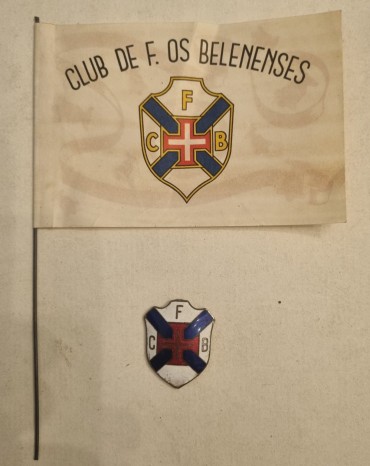 CLUB DE F. OS BELENENSES
F
C B
F
C B